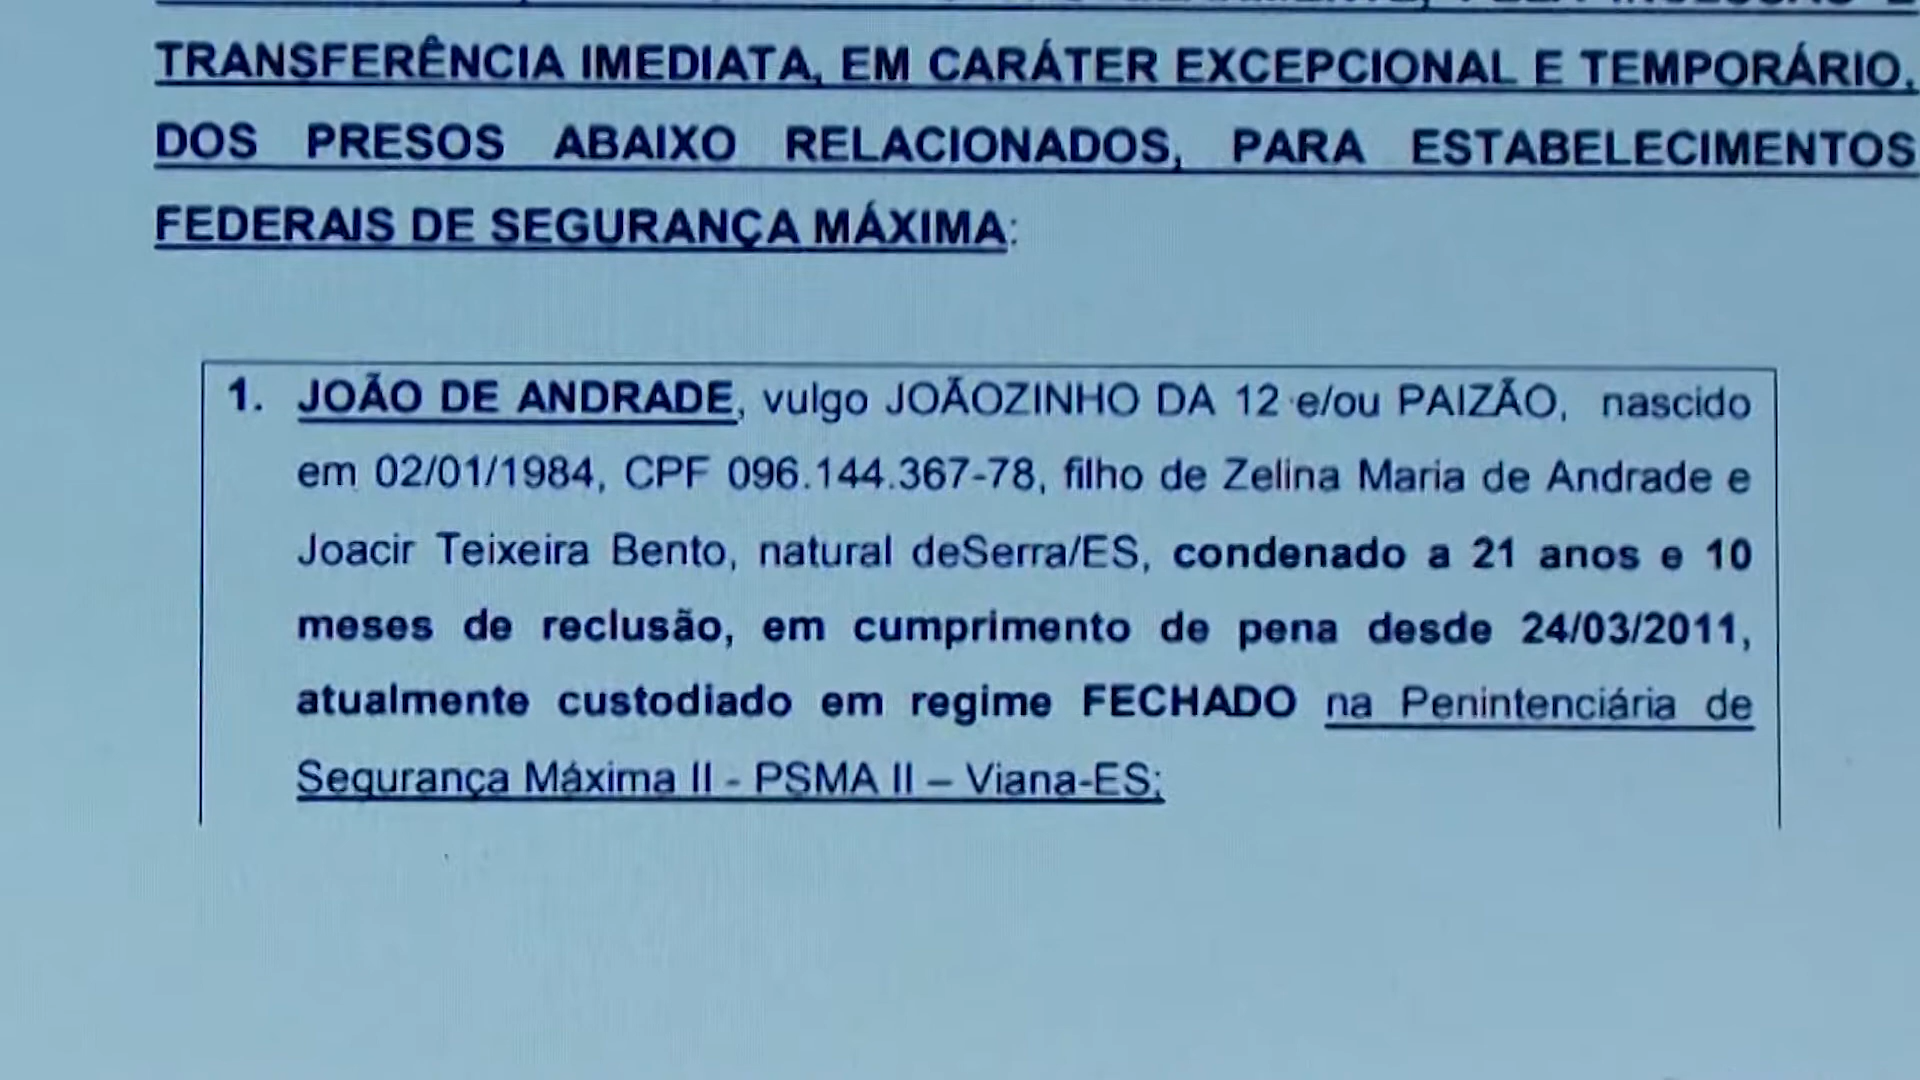 TRANSFERÊNCIA IMEDIATA, EM CARÁTER EXCEPCIONAL E TEMPORÁRIO,
DOS PRESOS ABAIXO RELACIONADOS, PARA ESTABELECIMENTOS
FEDERAIS DE SEGURANÇA MÁXIMA:
1. JOÃO DE ANDRADE, vulgo JOÃOZINHO DA 12 e/ou PAIZÃO, nascido
em 02/01/1984, CPF 096.144.367-78, filho de Zelina Maria de Andrade e
Joacir Teixeira Bento, natural deSerra/ES, condenado a 21 anos e 10
meses de reclusão, em cumprimento de pena desde 24/03/2011,
atualmente custodiado em regime FECHADO na Penintenciária de
Segurança Máxima II - PSMA II – Viana-ES;